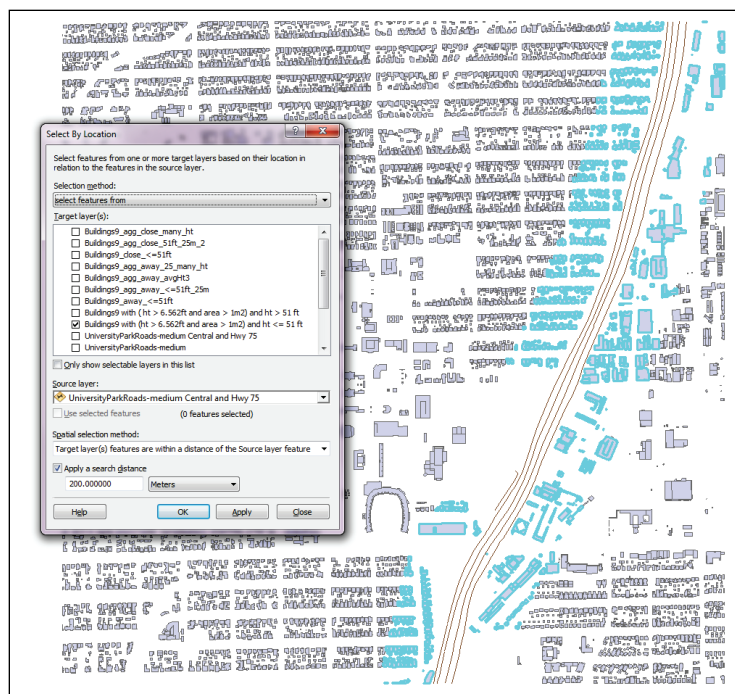 Select By Location
Select features from one or more target layers based on their location in
relation to the features in the source layer.
Selection method:
select features from
Target layer(s):
Buildings9_agg_close_many_ht
Buildings9_agg_close_51ft_25m_2
Buildings9_close_<=51ft
Buildings9_agg_away_25_many_ht
Buildings9_agg_away_avgHt3
Buildings9_agg_away_<=51ft_25m
Buildings9_away_<=51ft
Buildings9 with ( ht > 6.562ft and area > 1m2) and ht > 51 ft
Buildings9 with (ht > 6.562ft and area > 1m2) and ht <= 51 ft
UniversityParkRoads-medium Central and Hwy 75
UniversityParkRoads-medium
Only show selectable layers in this list
Source layer:
UniversityParkRoads-medium Central and Hwy 75
Use selected features (0 features selected)
Spatial selection method:
Target layer(s) features are within a distance of the Source layer feature
Apply a search distance
200.000000 Meters
Help OK Apply Close